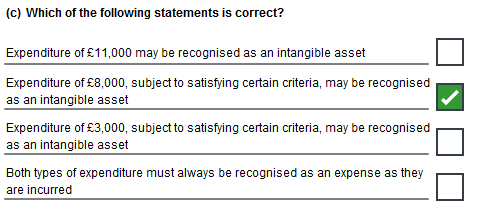 (c) Which of the following statements is correct?
Expenditure of £11,000 may be recognised as an intangible asset
Expenditure of £8,000, subject to satisfying certain criteria, may be recognised
as an intangible asset
Expenditure of £3,000, subject to satisfying certain criteria, may be recognised
as an intangible asset
Both types of expenditure must always be recognised as an expense as they
are incurred